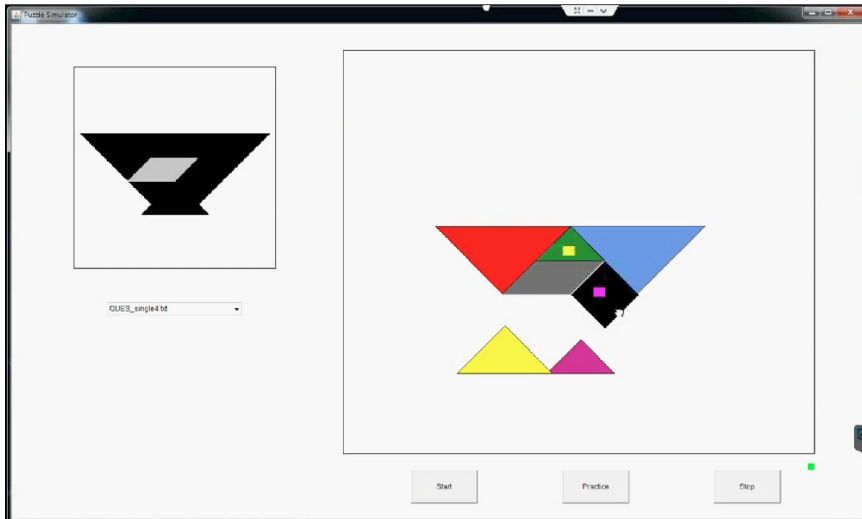 Puzzle Simulator
QUES_single4.txt
Start
Practice
Stop